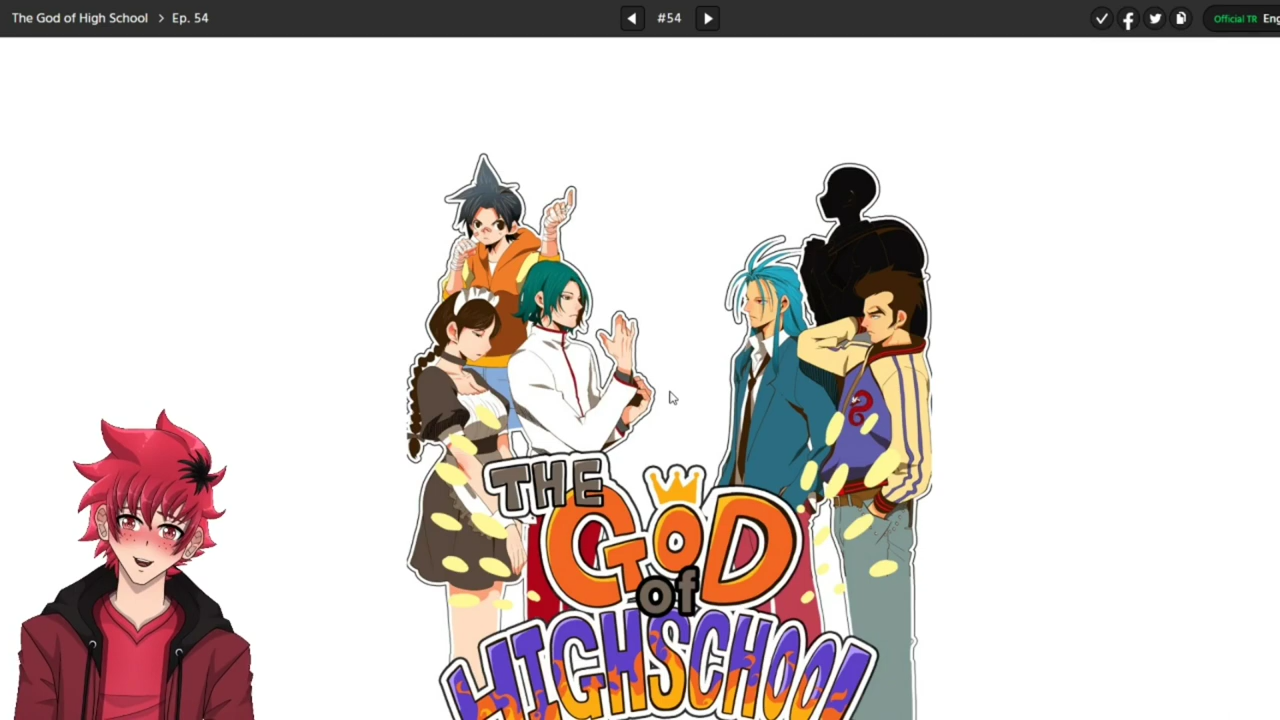 The God of High School > Ep. 54
#54
Official TR
Eng
THE
GOD
of
HIGHSCHOOL